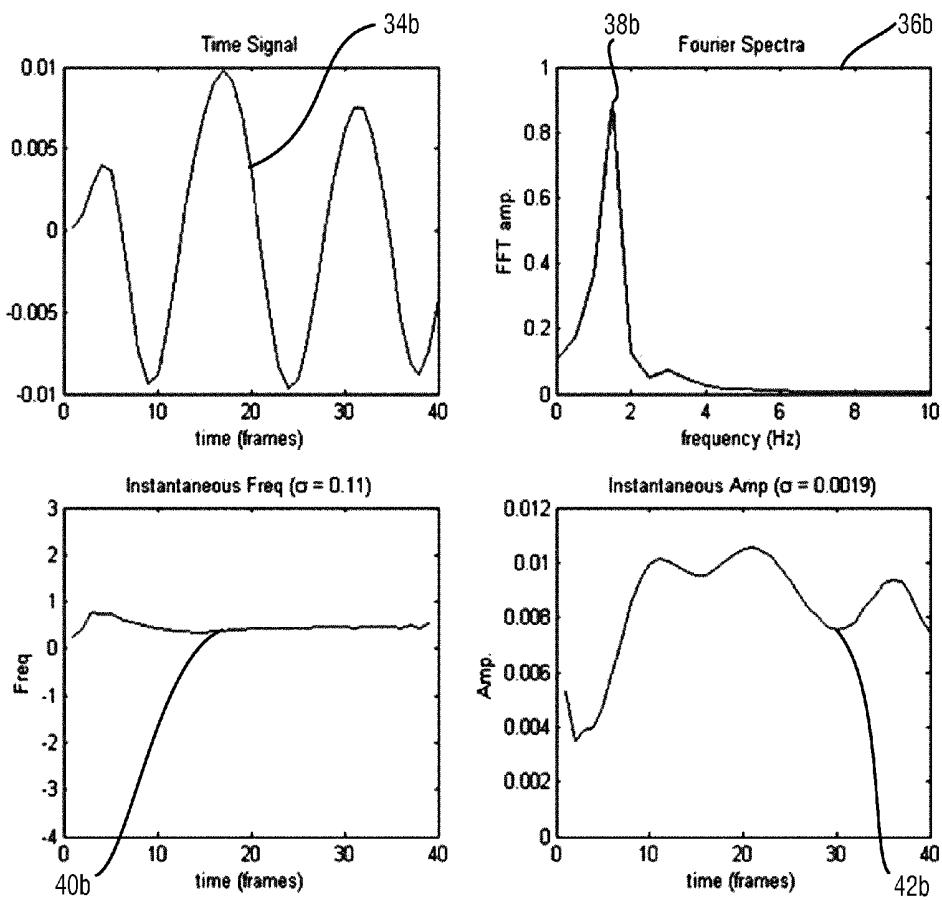 34b
38b
36b
Time Signal
Fourier Spectra
0.01
0.005
0
-0.005
-0.01
0 10 20 30 40
time (frames)
FFT amp.
1
0.8
0.6
0.4
0.2
0
0 2 4 6 8 10
frequency (Hz)
Instantaneous Freq (σ = 0.11)
Instantaneous Amp (σ = 0.0019)
Freq
3
2
1
0
-1
-2
-3
-4
0 10 20 30 40
time (frames)
40b
Amp.
0.012
0.01
0.008
0.006
0.004
0.002
0
0 10 20 30 40
time (frames)
42b